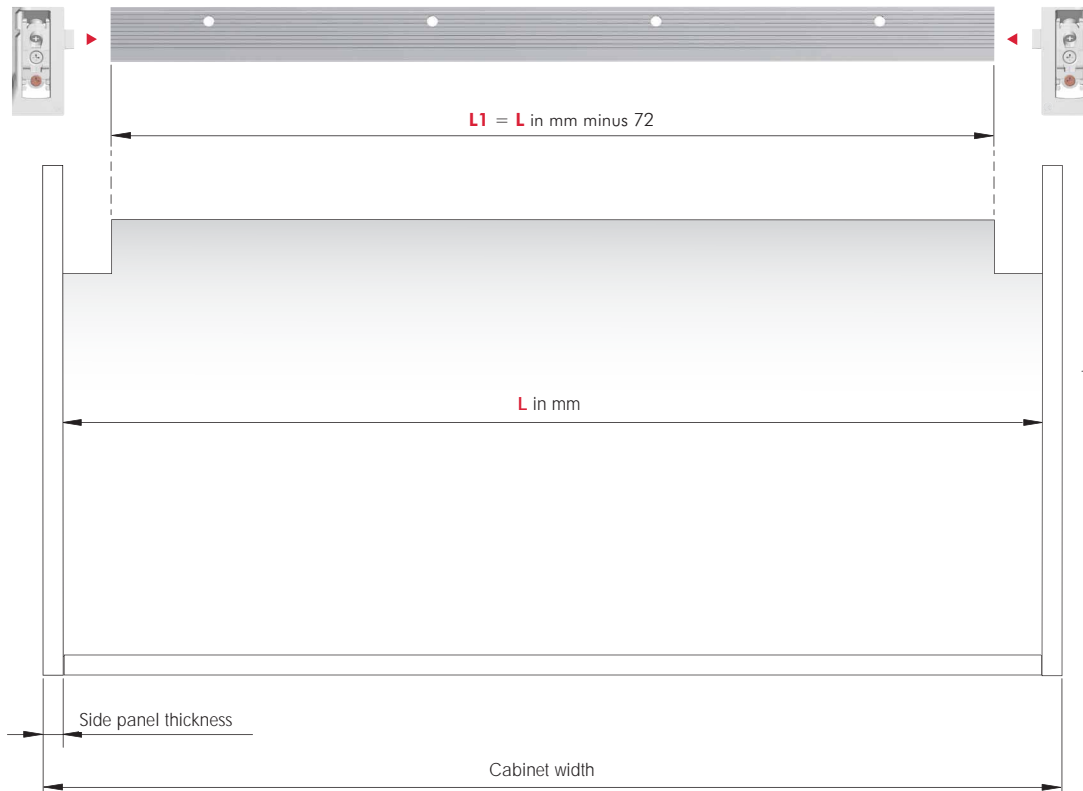 L1 = L in mm minus 72
L in mm
Side panel thickness
Cabinet width